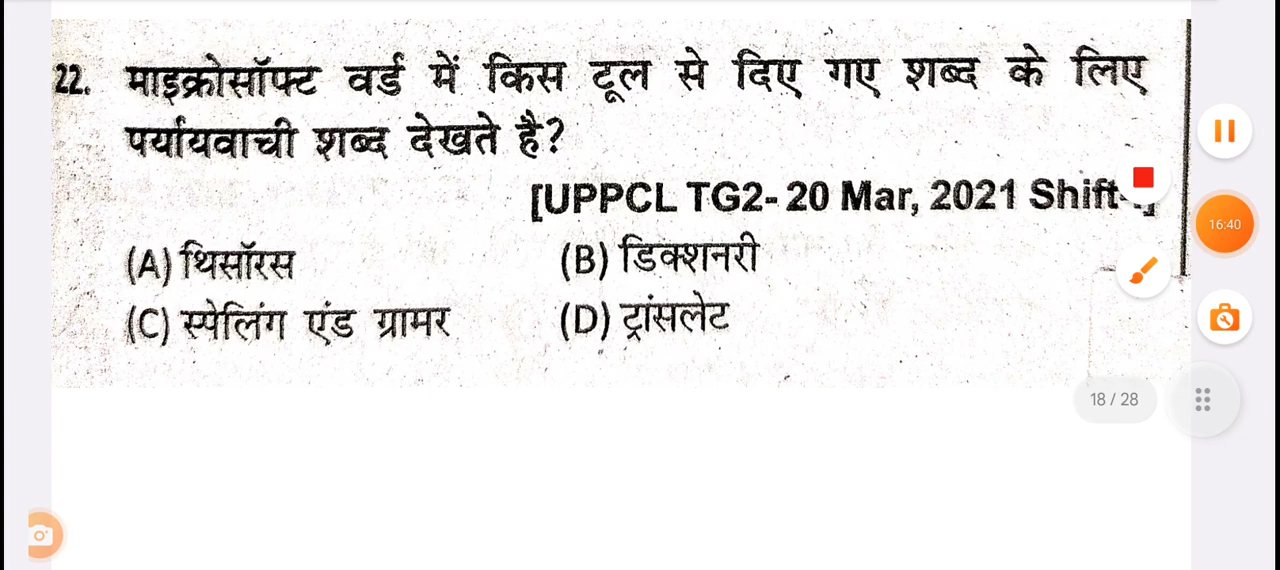 22. माइक्रोसॉफ्ट वर्ड में किस टूल से दिए गए शब्द के लिए
पर्यायवाची शब्द देखते है?
[UPPCL TG2- 20 Mar, 2021 Shift-
(A) थिसॉरस (B) डिक्शनरी
(C) स्पेलिंग एंड ग्रामर (D) ट्रांसलेट
16:40
18 / 28